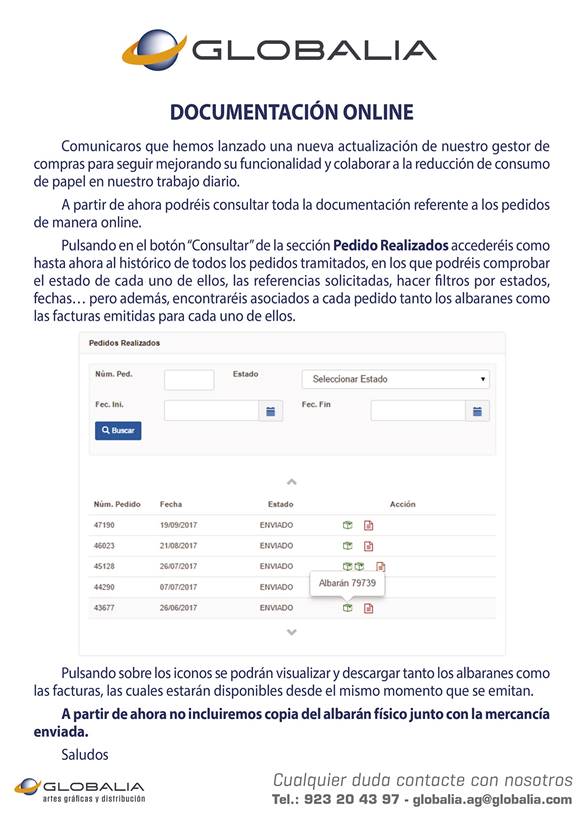 GLOBALIA
DOCUMENTACIÓN ONLINE
Comunicaros que hemos lanzado una nueva actualización de nuestro gestor de
compras para seguir mejorando su funcionalidad y colaborar a la reducción de consumo
de papel en nuestro trabajo diario.
A partir de ahora podréis consultar toda la documentación referente a los pedidos
de manera online.
Pulsando en el botón “Consultar” de la sección Pedido Realizados accederéis como
hasta ahora al histórico de todos los pedidos tramitados, en los que podréis comprobar
el estado de cada uno de ellos, las referencias solicitadas, hacer filtros por estados,
fechas… pero además, encontraréis asociados a cada pedido tanto los albaranes como
las facturas emitidas para cada uno de ellos.
Pedidos Realizados
Núm. Ped. Estado Seleccionar Estado
Fec. Ini. Fec. Fin
Buscar
Núm. Pedido Fecha Estado Acción
47190 19/09/2017 ENVIADO
46023 21/08/2017 ENVIADO
45128 26/07/2017 ENVIADO
44290 07/07/2017 ENVIADO Albarán 79739
43677 26/06/2017 ENVIADO
Pulsando sobre los iconos se podrán visualizar y descargar tanto los albaranes como
las facturas, las cuales estarán disponibles desde el mismo momento que se emitan.
A partir de ahora no incluiremos copia del albarán físico junto con la mercancía
enviada.
Saludos
GLOBALIA
artes gráficas y distribución
Cualquier duda contacte con nosotros
Tel.: 923 20 43 97 - globalia.ag@globalia.com